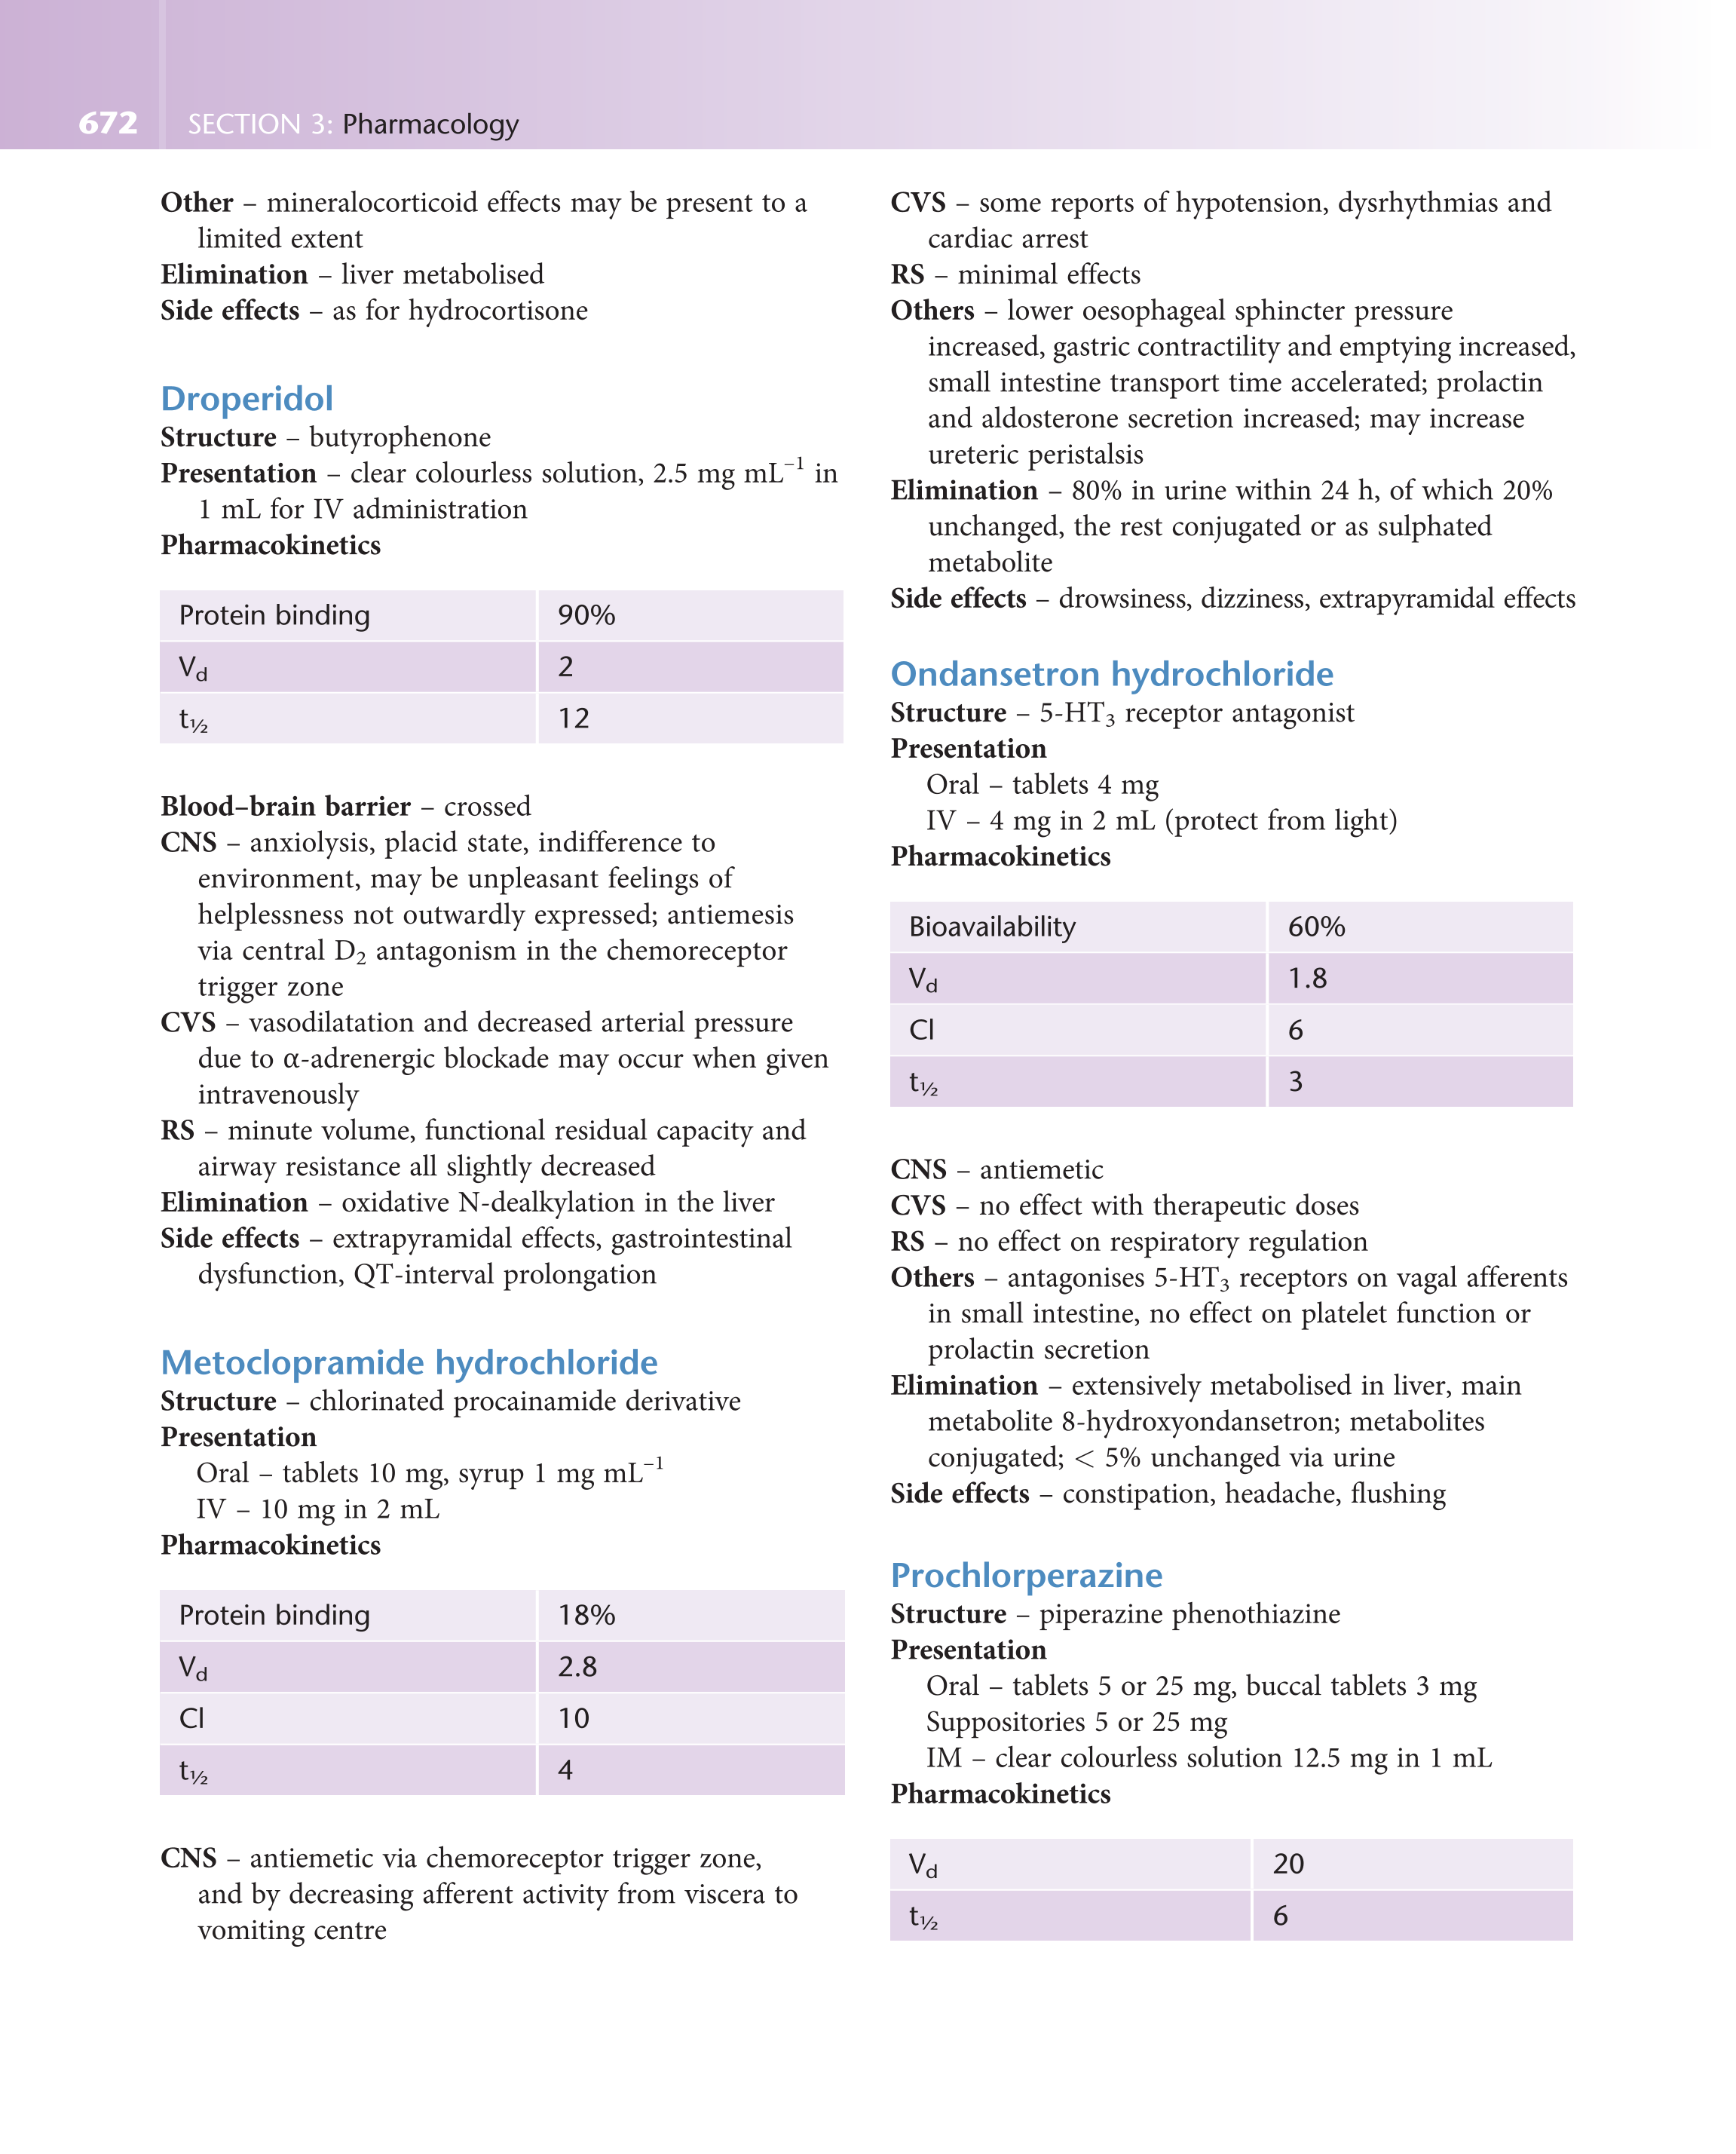 672 SECTION 3: Pharmacology
Other – mineralocorticoid effects may be present to a
limited extent
Elimination – liver metabolised
Side effects – as for hydrocortisone
Droperidol
Structure – butyrophenone
Presentation – clear colourless solution, 2.5 mg mL⁻¹ in
1 mL for IV administration
Pharmacokinetics
Protein binding 90%
Vd 2
t½ 12
Blood–brain barrier – crossed
CNS – anxiolysis, placid state, indifference to
environment, may be unpleasant feelings of
helplessness not outwardly expressed; antiemesis
via central D₂ antagonism in the chemoreceptor
trigger zone
CVS – vasodilatation and decreased arterial pressure
due to α-adrenergic blockade may occur when given
intravenously
RS – minute volume, functional residual capacity and
airway resistance all slightly decreased
Elimination – oxidative N-dealkylation in the liver
Side effects – extrapyramidal effects, gastrointestinal
dysfunction, QT-interval prolongation
Metoclopramide hydrochloride
Structure – chlorinated procainamide derivative
Presentation
Oral – tablets 10 mg, syrup 1 mg mL⁻¹
IV – 10 mg in 2 mL
Pharmacokinetics
Protein binding 18%
Vd 2.8
Cl 10
t½ 4
CNS – antiemetic via chemoreceptor trigger zone,
and by decreasing afferent activity from viscera to
vomiting centre
CVS – some reports of hypotension, dysrhythmias and
cardiac arrest
RS – minimal effects
Others – lower oesophageal sphincter pressure
increased, gastric contractility and emptying increased,
small intestine transport time accelerated; prolactin
and aldosterone secretion increased; may increase
ureteric peristalsis
Elimination – 80% in urine within 24 h, of which 20%
unchanged, the rest conjugated or as sulphated
metabolite
Side effects – drowsiness, dizziness, extrapyramidal effects
Ondansetron hydrochloride
Structure – 5-HT₃ receptor antagonist
Presentation
Oral – tablets 4 mg
IV – 4 mg in 2 mL (protect from light)
Pharmacokinetics
Bioavailability 60%
Vd 1.8
Cl 6
t½ 3
CNS – antiemetic
CVS – no effect with therapeutic doses
RS – no effect on respiratory regulation
Others – antagonises 5-HT₃ receptors on vagal afferents
in small intestine, no effect on platelet function or
prolactin secretion
Elimination – extensively metabolised in liver, main
metabolite 8-hydroxyondansetron; metabolites
conjugated; < 5% unchanged via urine
Side effects – constipation, headache, flushing
Prochlorperazine
Structure – piperazine phenothiazine
Presentation
Oral – tablets 5 or 25 mg, buccal tablets 3 mg
Suppositories 5 or 25 mg
IM – clear colourless solution 12.5 mg in 1 mL
Pharmacokinetics
Vd 20
t½ 6